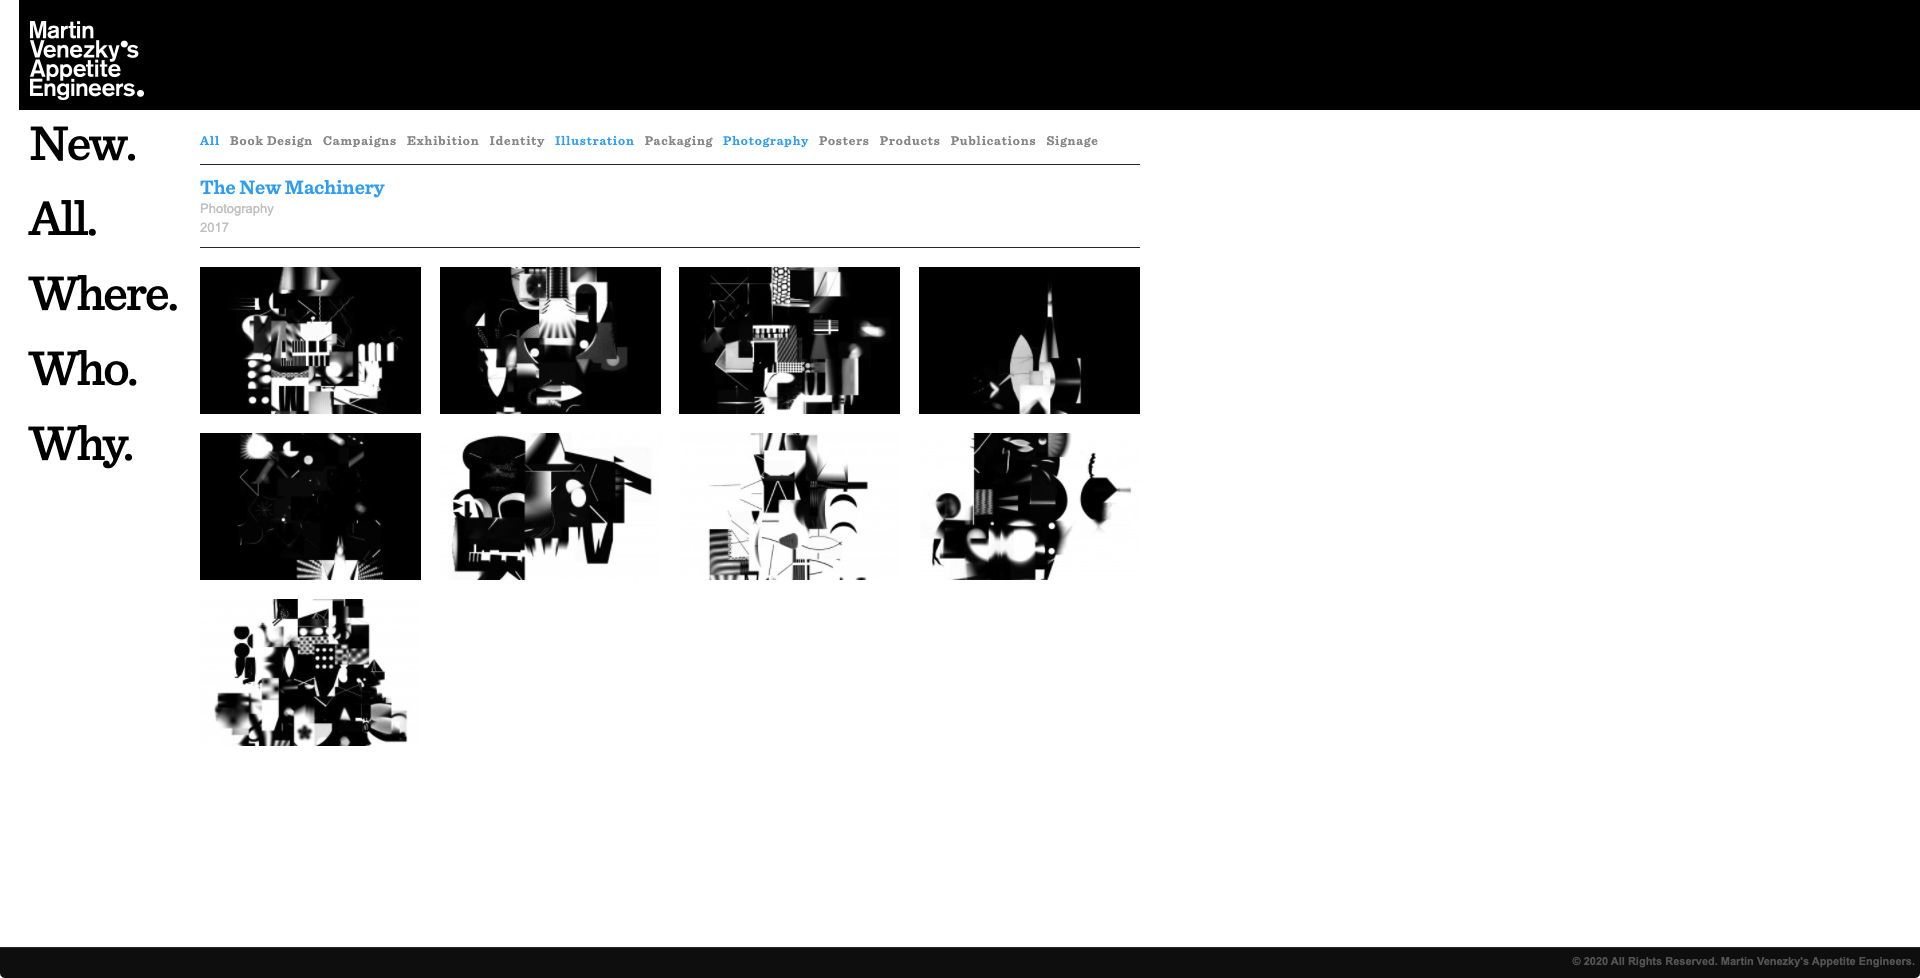 Martin
Venezky's
Appetite
Engineers.
New.
All.
Where.
Who.
Why.
All Book Design Campaigns Exhibition Identity Illustration Packaging Photography Posters Products Publications Signage
The New Machinery
Photography
2017
© 2020 All Rights Reserved. Martin Venezky's Appetite Engineers.